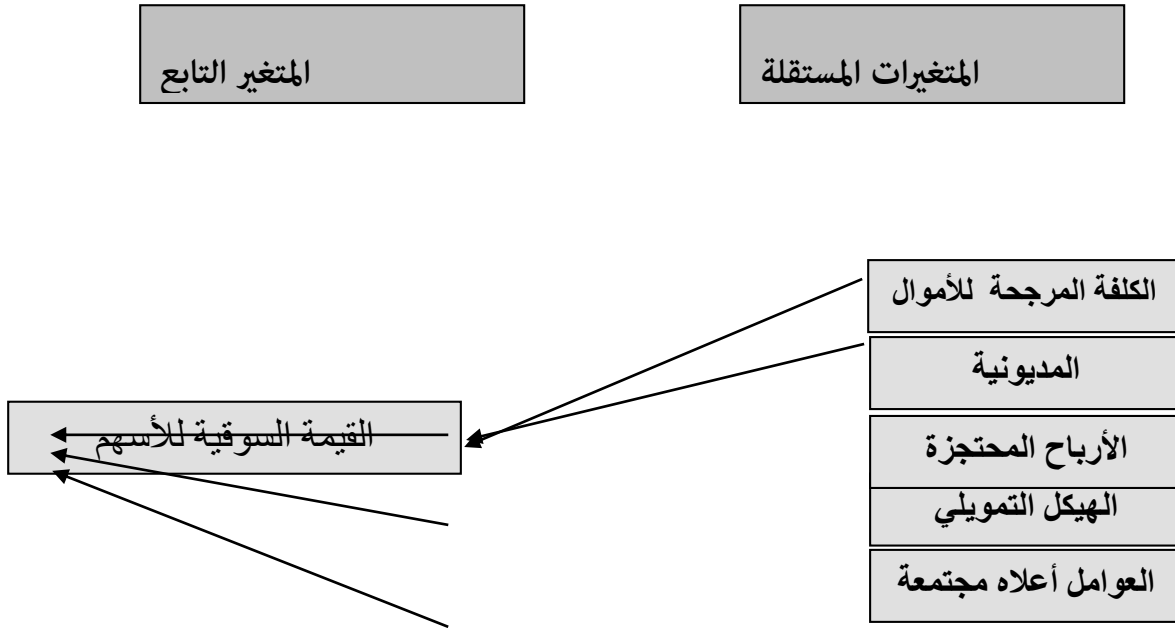 المتغيرات المستقلة
المتغير التابع
الكلفة المرجحة للأموال
المديونية
القيمة السوقية للأسهم
الأرباح المحتجزة
الهيكل التمويلي
العوامل أعلاه مجتمعة